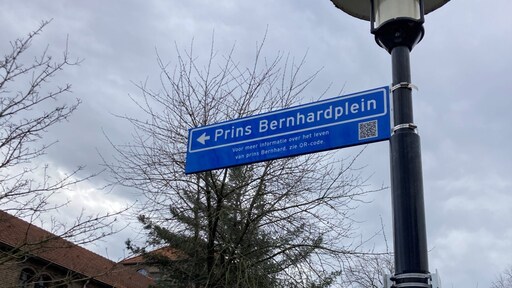 Prins Bernhardplein
Voor meer informatie over het leven
van prins Bernhard, zie QR-code